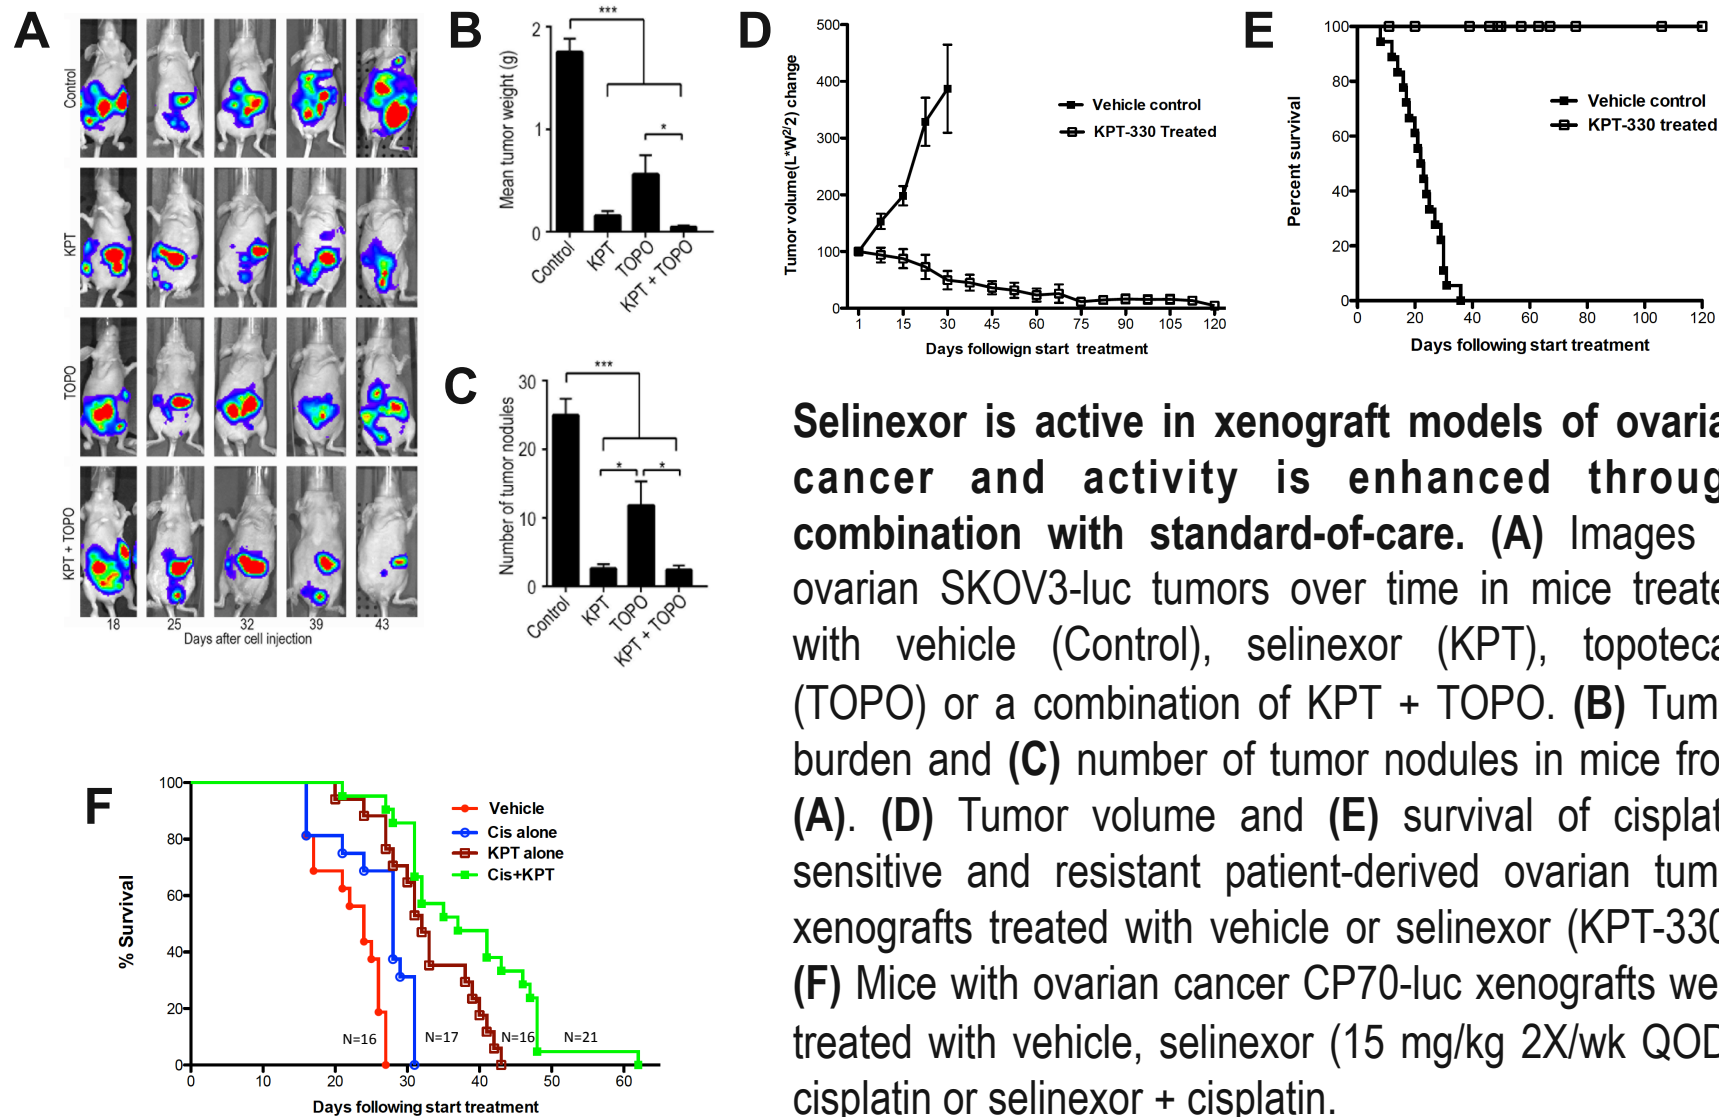 A
Control
KPT
TOPO
KPT + TOPO
18 25 32 39 43
Days after cell injection
B
Mean tumor weight (g)
2
1
0
***
*
Control
KPT
TOPO
KPT + TOPO
C
Number of tumor nodules
30
20
10
0
***
* *
Control
KPT
TOPO
KPT + TOPO
D
Tumor volume(L*W²/2) change
500
400
300
200
100
0
1 15 30 45 60 75 90 105 120
Days followign start treatment
Vehicle control
KPT-330 Treated
E
Percent survival
100
80
60
40
20
0
0 20 40 60 80 100 120
Days following start treatment
Vehicle control
KPT-330 treated
Selinexor is active in xenograft models of ovaria
cancer and activity is enhanced throug
combination with standard-of-care. (A) Images
ovarian SKOV3-luc tumors over time in mice treate
with vehicle (Control), selinexor (KPT), topoteca
(TOPO) or a combination of KPT + TOPO. (B) Tum
burden and (C) number of tumor nodules in mice fro
(A). (D) Tumor volume and (E) survival of cisplat
sensitive and resistant patient-derived ovarian tum
xenografts treated with vehicle or selinexor (KPT-330
(F) Mice with ovarian cancer CP70-luc xenografts we
treated with vehicle, selinexor (15 mg/kg 2X/wk QOD
cisplatin or selinexor + cisplatin.
F
% Survival
100
80
60
40
20
0
0 10 20 30 40 50 60
Days following start treatment
Vehicle
Cis alone
KPT alone
Cis+KPT
N=16 N=17 N=16 N=21